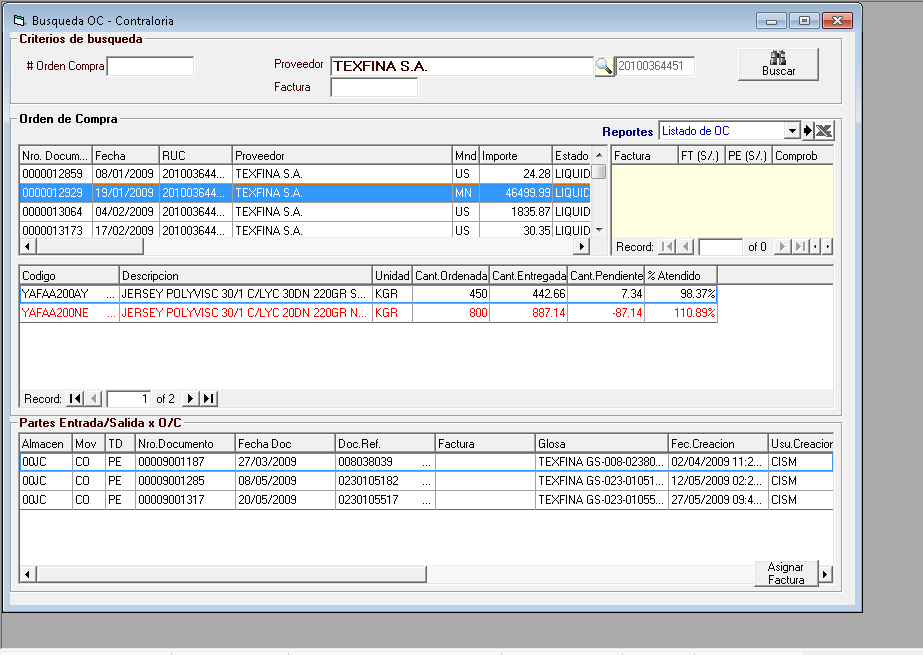 Busqueda OC - Contraloria
Criterios de busqueda
# Orden Compra
Proveedor TEXFINA S.A. 20100364451
Buscar
Factura
Orden de Compra
Reportes Listado de OC
Nro. Docum... Fecha RUC Proveedor Mnd Importe Estado
0000012859 08/01/2009 201003644... TEXFINA S.A. US 24.28 LIQUID
0000012929 19/01/2009 201003644... TEXFINA S.A. MN 46499.99 LIQUID
0000013064 04/02/2009 201003644... TEXFINA S.A. US 1835.87 LIQUID
0000013173 17/02/2009 201003644... TEXFINA S.A. US 30.35 LIQUID
Factura FT (S/.) PE (S/.) Comprob
Record: of 0
Codigo Descripcion Unidad Cant.Ordenada Cant.Entregada Cant.Pendiente % Atendido
YAFAA200AY ... JERSEY POLYVISC 30/1 C/LYC 30DN 220GR S... KGR 450 442.66 7.34 98.37%
YAFAA200NE ... JERSEY POLYVISC 30/1 C/LYC 20DN 220GR N... KGR 800 887.14 -87.14 110.89%
Record: 1 of 2
Partes Entrada/Salida x O/C
Almacen Mov TD Nro.Documento Fecha Doc Doc.Ref. Factura Glosa Fec.Creacion Usu.Creacion
00JC CO PE 00009001187 27/03/2009 008038039 ... TEXFINA GS-008-02380... 02/04/2009 11:2... CISM
00JC CO PE 00009001285 08/05/2009 0230105182 ... TEXFINA GS-023-01051... 12/05/2009 02:2... CISM
00JC CO PE 00009001317 20/05/2009 0230105517 ... TEXFINA GS-023-01055... 27/05/2009 09:4... CISM
Asignar
Factura